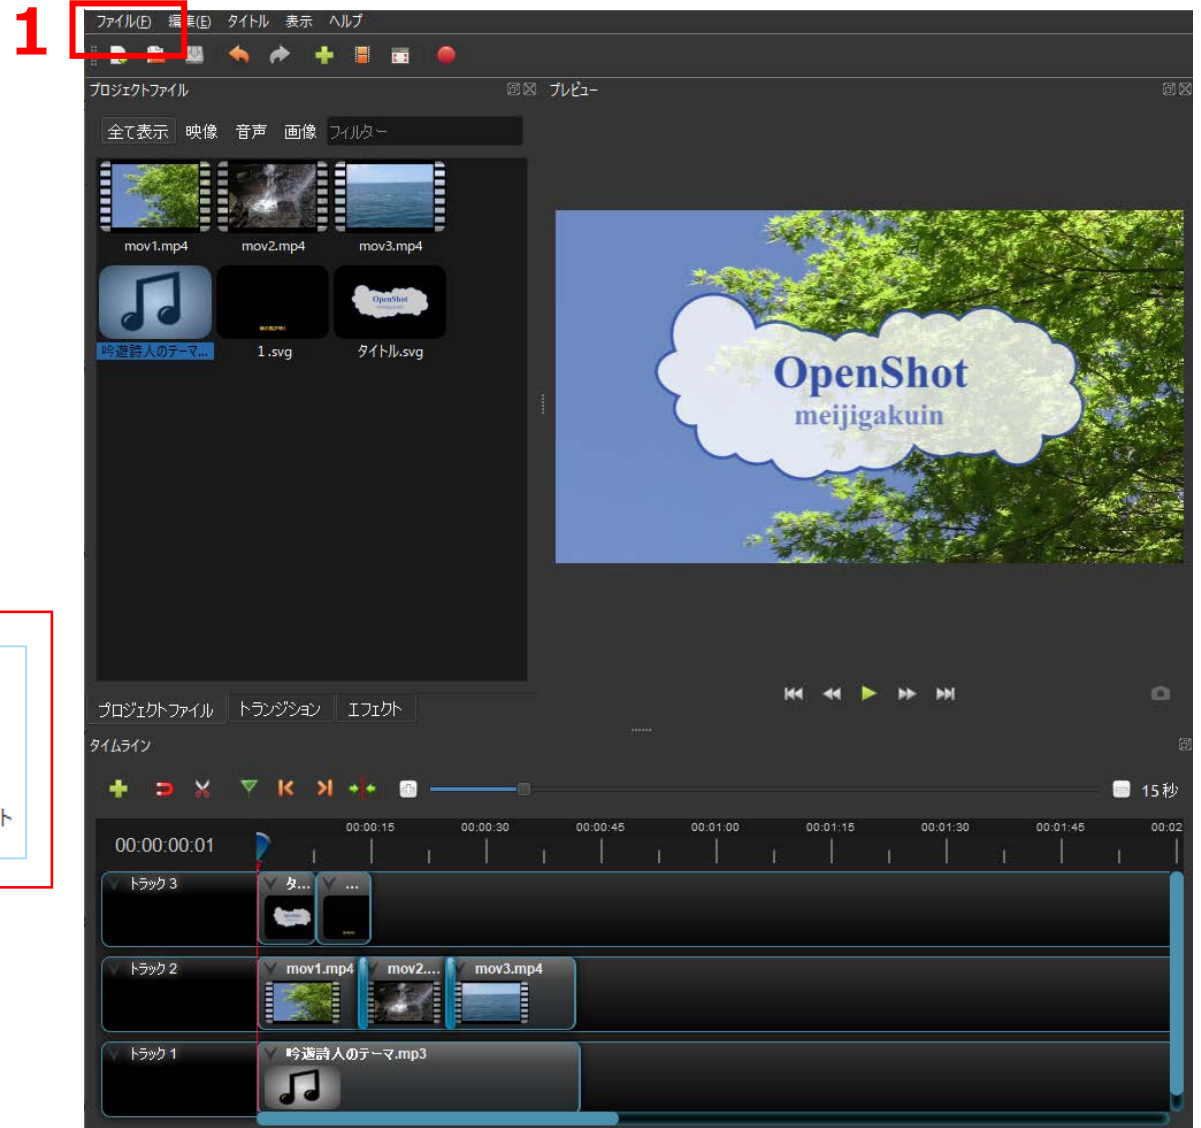 1
ファイル(F) 編集(E) タイトル 表示 ヘルプ
プロジェクトファイル
プレビュー
全て表示 映像 音声 画像 フィルター
mov1.mp4 mov2.mp4 mov3.mp4
OpenShot
吟遊詩人のテーマ... 1.svg タイトル.svg
OpenShot
meijigakuin
プロジェクトファイル トランジション エフェクト
タイムライン
ト
15秒
00:00:00:01
00:00:15 00:00:30 00:00:45 00:01:00 00:01:15 00:01:30 00:01:45 00:02
トラック 3
タ... ...
トラック 2
mov1.mp4 mov2.... mov3.mp4
トラック 1
吟遊詩人のテーマ.mp3